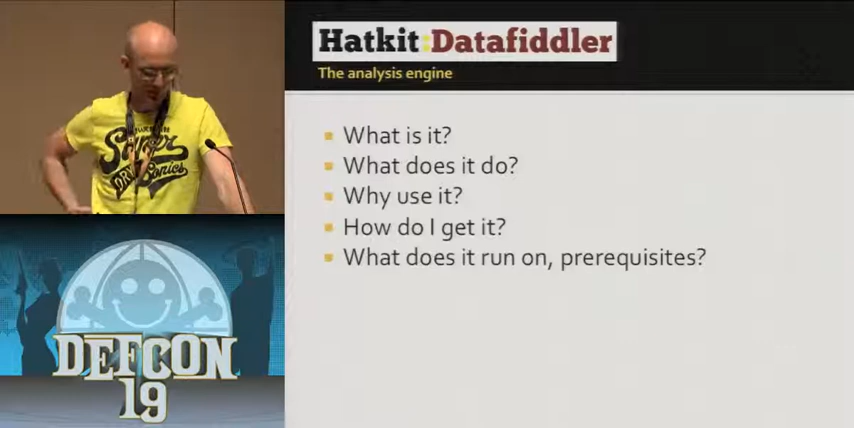 Hatkit:Datafiddler
The analysis engine
What is it?
What does it do?
Why use it?
How do I get it?
What does it run on, prerequisites?
DEFCON
19